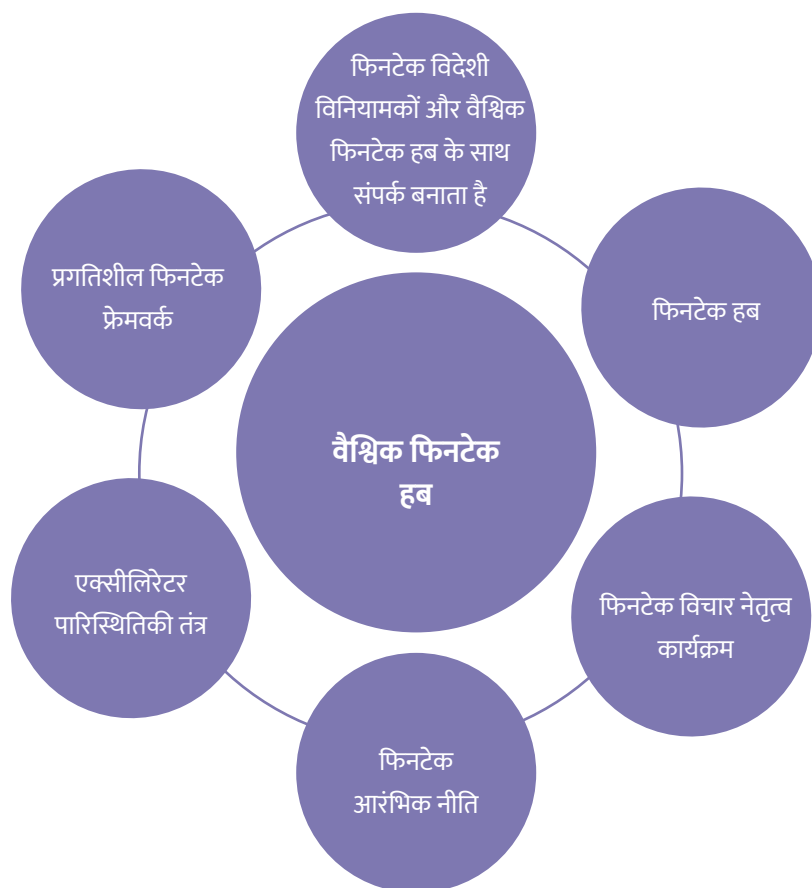 फिनटेक विदेशी
विनियामकों और वैश्विक
फिनटेक हब के साथ
संपर्क बनाता है
प्रगतिशील फिनटेक
फ्रेमवर्क
फिनटेक हब
वैश्विक फिनटेक
हब
एक्सीलिरेटर
पारिस्थितिकी तंत्र
फिनटेक विचार नेतृत्व
कार्यक्रम
फिनटेक
आरंभिक नीति